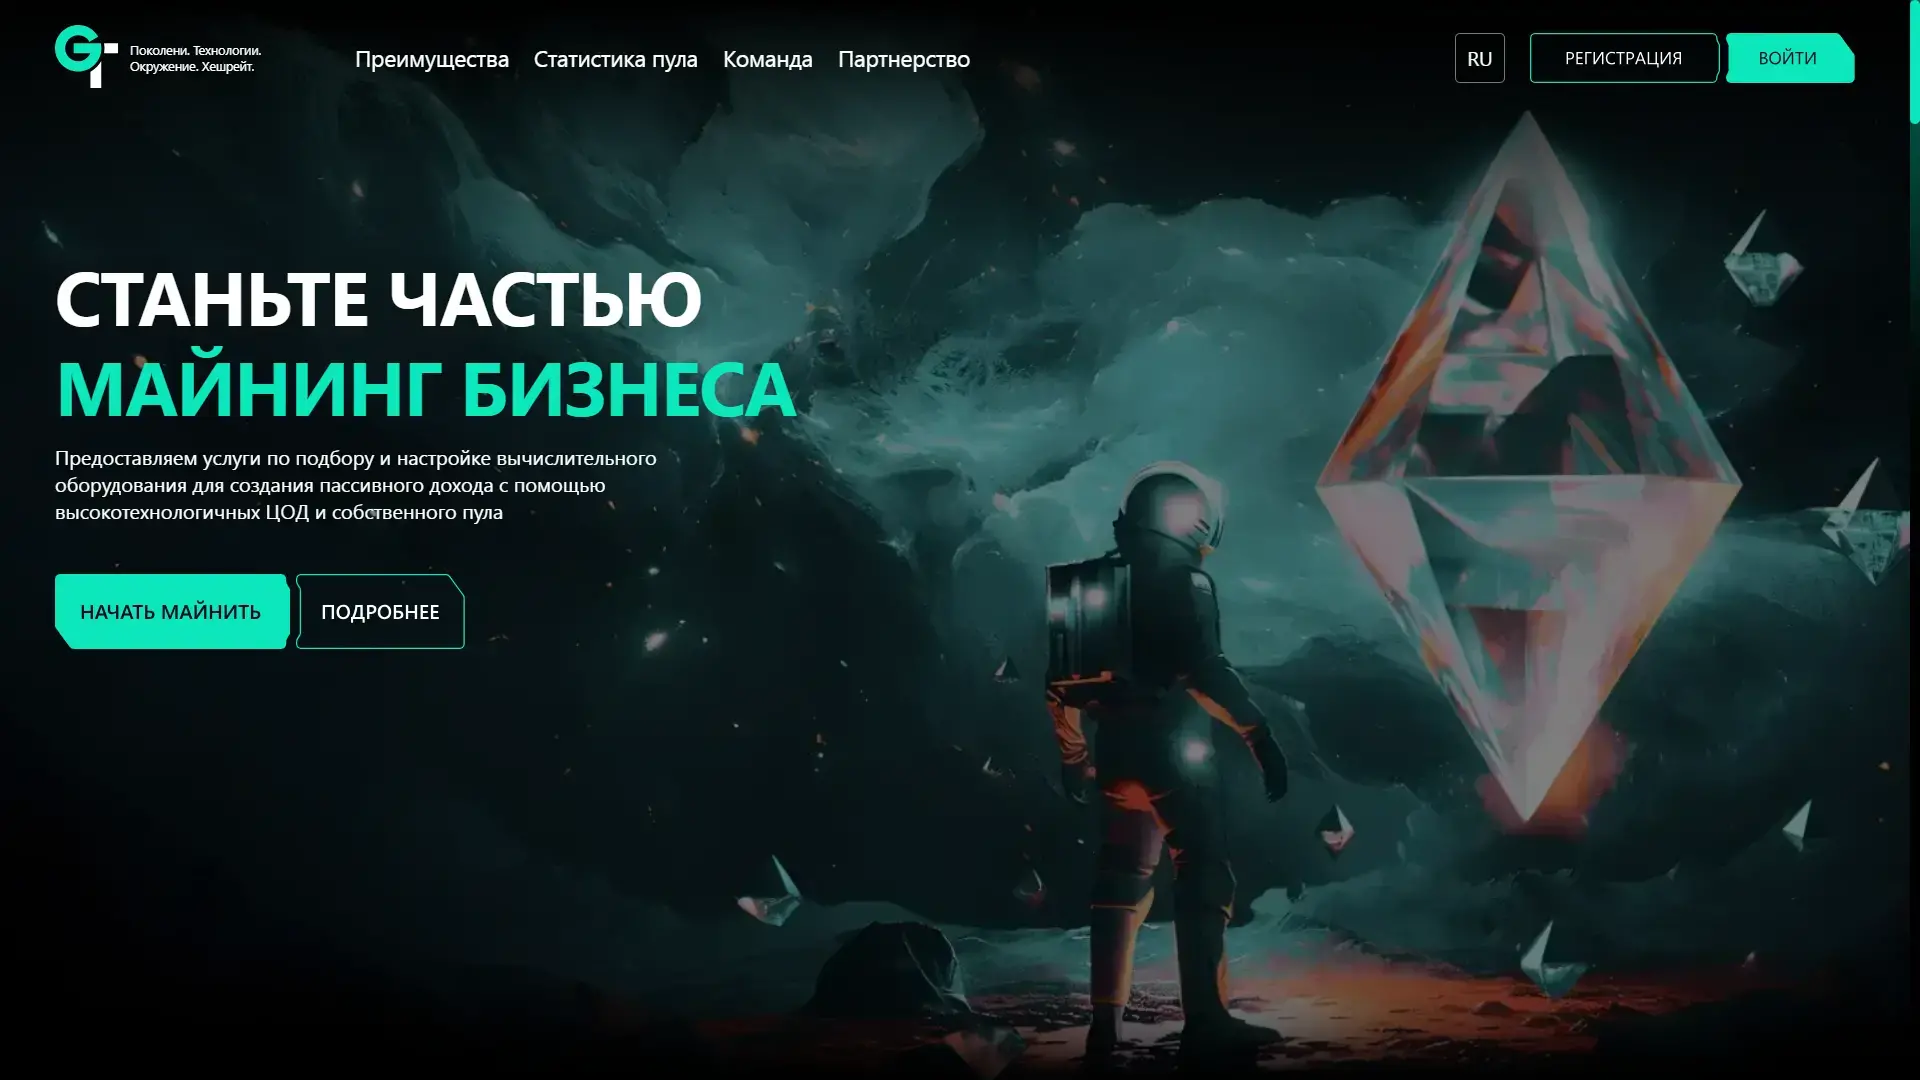 GT
Поколени. Технологии.
Окружение. Хешрейт.
Преимущества
Статистика пула
Команда
Партнерство
RU
РЕГИСТРАЦИЯ
ВОЙТИ
СТАНЬТЕ ЧАСТЬЮ
МАЙНИНГ БИЗНЕСА
Предоставляем услуги по подбору и настройке вычислительного
оборудования для создания пассивного дохода с помощью
высокотехнологичных ЦОД и собственного пула
НАЧАТЬ МАЙНИТЬ
ПОДРОБНЕЕ